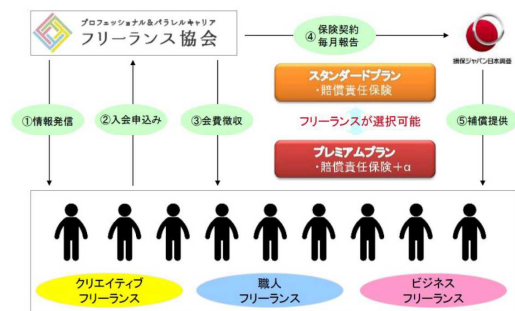 プロフェッショナル&パラレルキャリア
フリーランス協会
④保険契約
毎月報告
損保ジャパン日本興亜
スタンダードプラン
・賠償責任保険
①情報発信
②入会申込み
③会費徴収
フリーランスが選択可能
⑤補償提供
プレミアムプラン
・賠償責任保険+α
クリエイティブ
フリーランス
職人
フリーランス
ビジネス
フリーランス